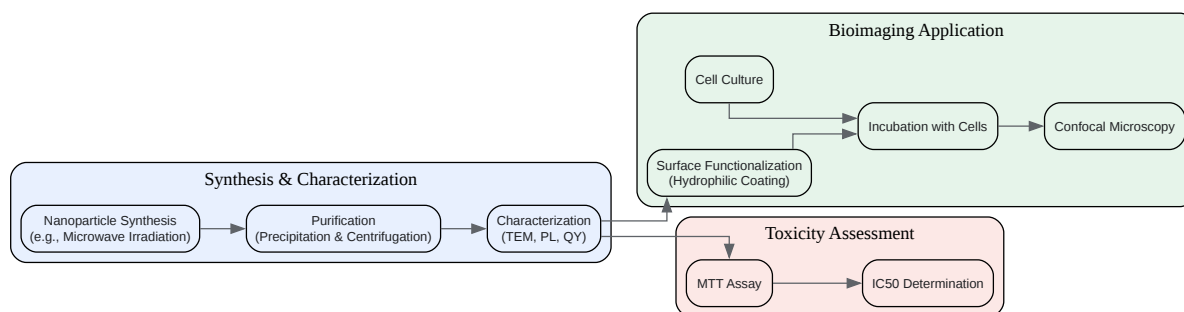 Bioimaging Application
Cell Culture
Incubation with Cells
Confocal Microscopy
Surface Functionalization
(Hydrophilic Coating)
Synthesis & Characterization
Nanoparticle Synthesis
(e.g., Microwave Irradiation)
Purification
(Precipitation & Centrifugation)
Characterization
(TEM, PL, QY)
Toxicity Assessment
MTT Assay
IC50 Determination